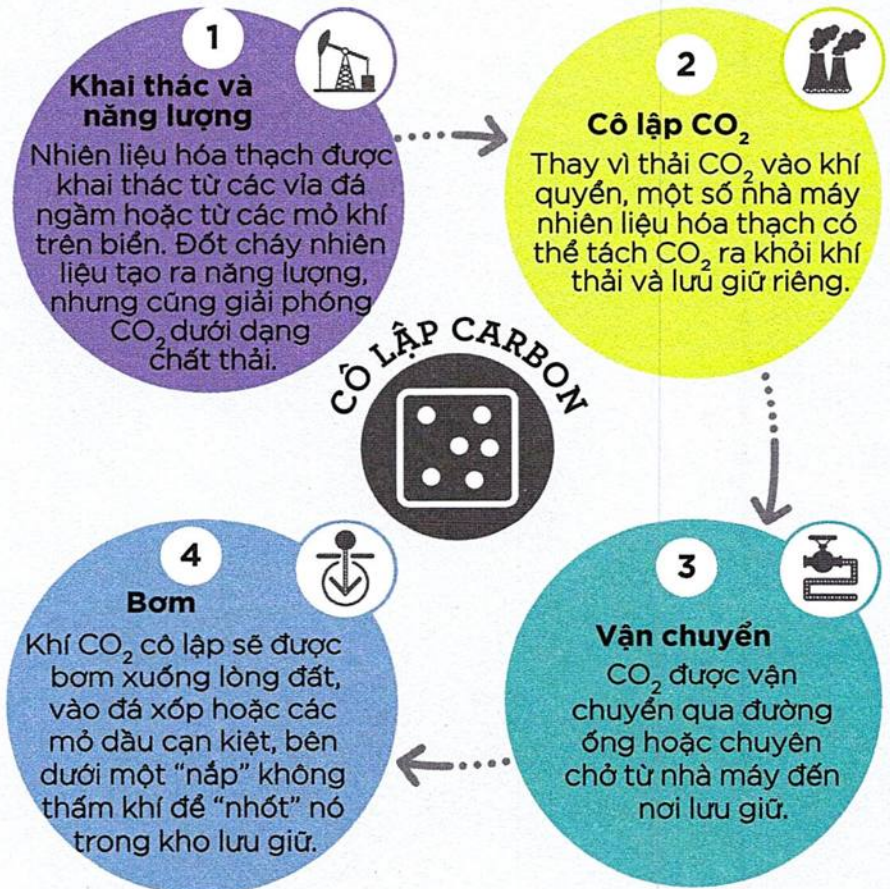 1
Khai thác và
năng lượng
Nhiên liệu hóa thạch được
khai thác từ các vỉa đá
ngầm hoặc từ các mỏ khí
trên biển. Đốt cháy nhiên
liệu tạo ra năng lượng,
nhưng cũng giải phóng
CO₂ dưới dạng
chất thải.
2
Cô lập CO₂
Thay vì thải CO₂ vào khí
quyển, một số nhà máy
nhiên liệu hóa thạch có
thể tách CO₂ ra khỏi khí
thải và lưu giữ riêng.
CÔ LẬP CARBON
3
Vận chuyển
CO₂ được vận
chuyển qua đường
ống hoặc chuyên
chở từ nhà máy đến
nơi lưu giữ.
4
Bơm
Khí CO₂ cô lập sẽ được
bơm xuống lòng đất,
vào đá xốp hoặc các
mỏ dầu cạn kiệt, bên
dưới một “nắp” không
thấm khí để “nhốt” nó
trong kho lưu giữ.